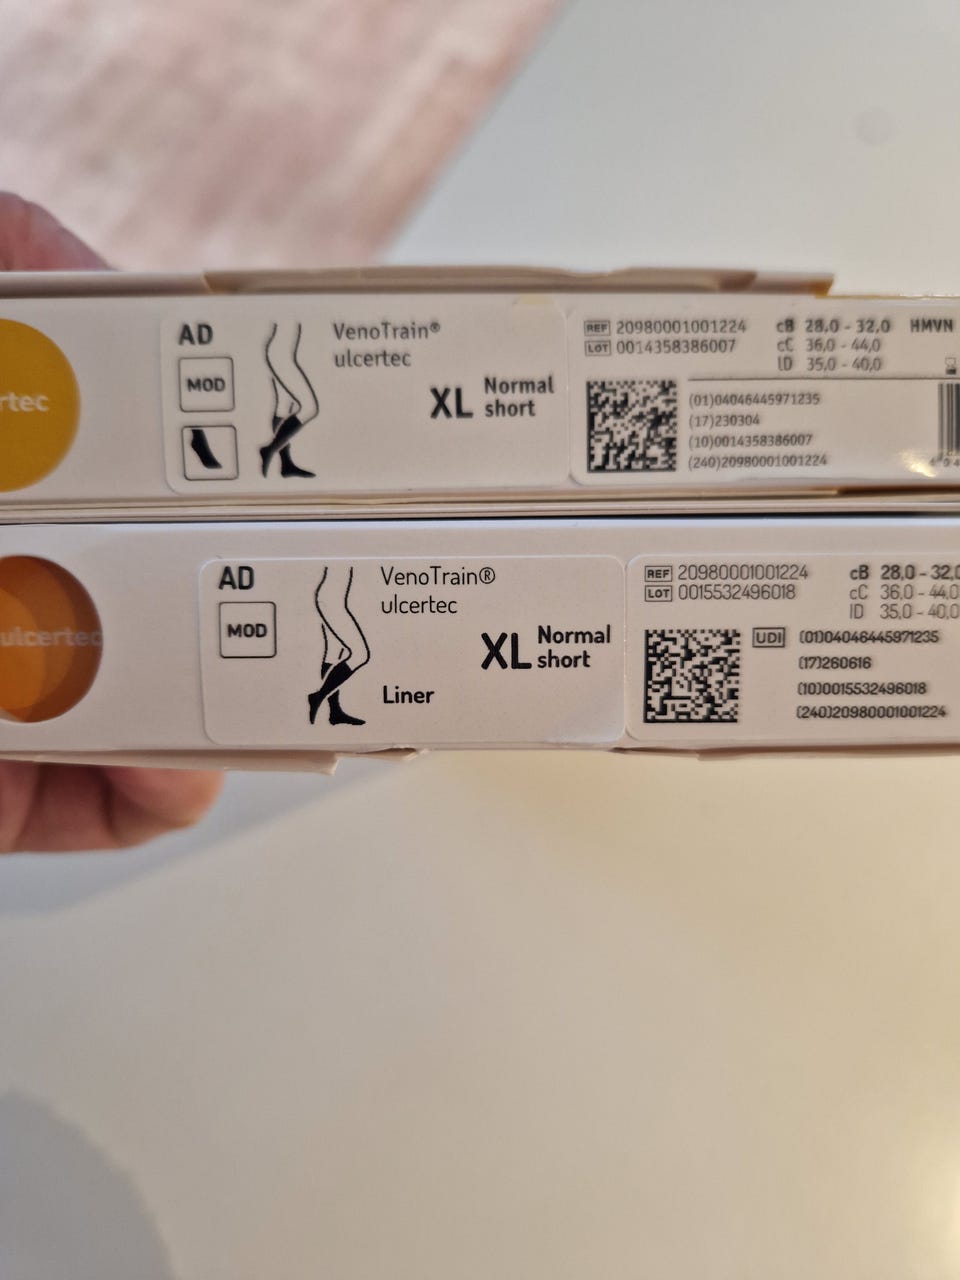 rtec
AD
MOD
VenoTrain®
ulcertec
XL Normal
short
REF 20980001001224
LOT 0014358386007
cB 28,0 - 32,0 HMVN
cC 36,0 - 44,0
lD 35,0 - 40,0
(01)04046445971235
(17)230304
(10)0014358386007
(240)20980001001224
ulcertec
AD
MOD
VenoTrain®
ulcertec
Liner
XL Normal
short
REF 20980001001224
LOT 0015532496018
cB 28,0 - 32,0
cC 36,0 - 44,0
lD 35,0 - 40,0
UDI (01)04046445971235
(17)260616
(10)0015532496018
(240)20980001001224